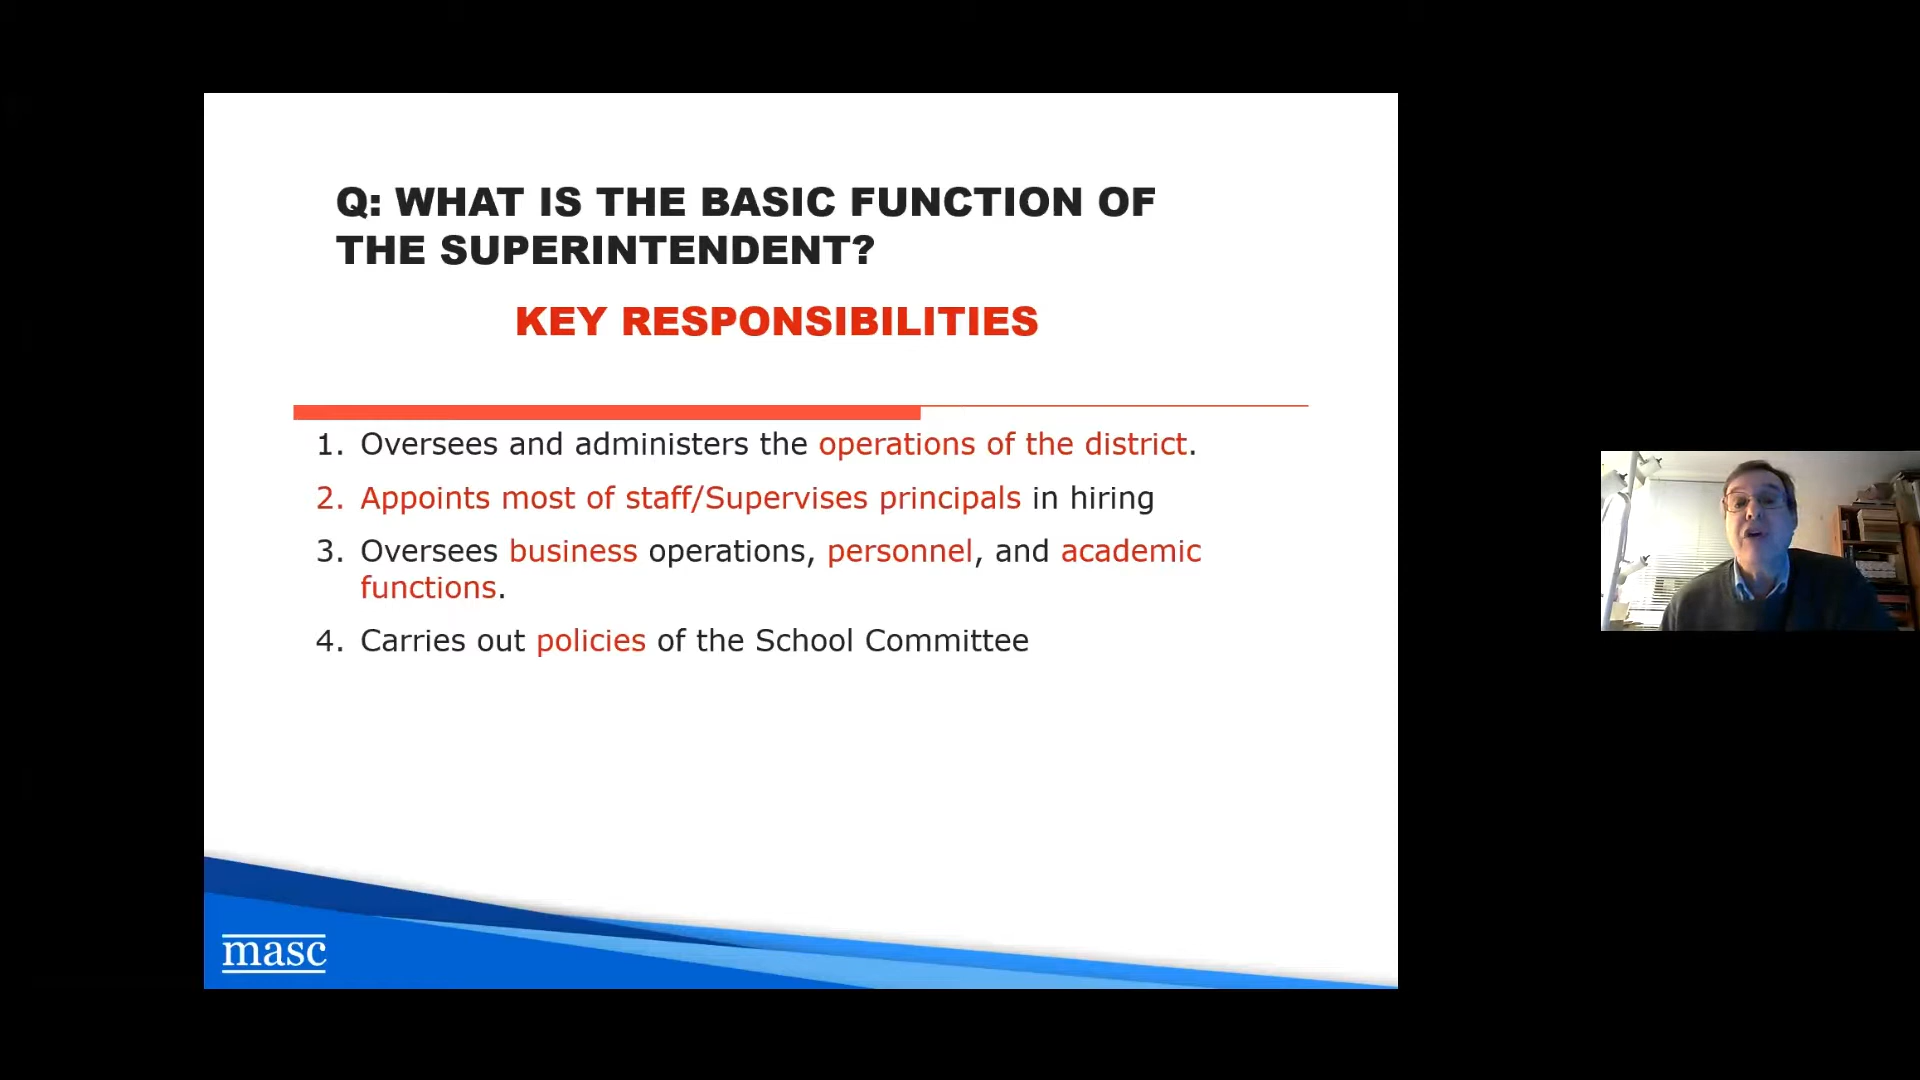 Q: WHAT IS THE BASIC FUNCTION OF
THE SUPERINTENDENT?
KEY RESPONSIBILITIES
1. Oversees and administers the operations of the district.
2. Appoints most of staff/Supervises principals in hiring
3. Oversees business operations, personnel, and academic
functions.
4. Carries out policies of the School Committee
masc